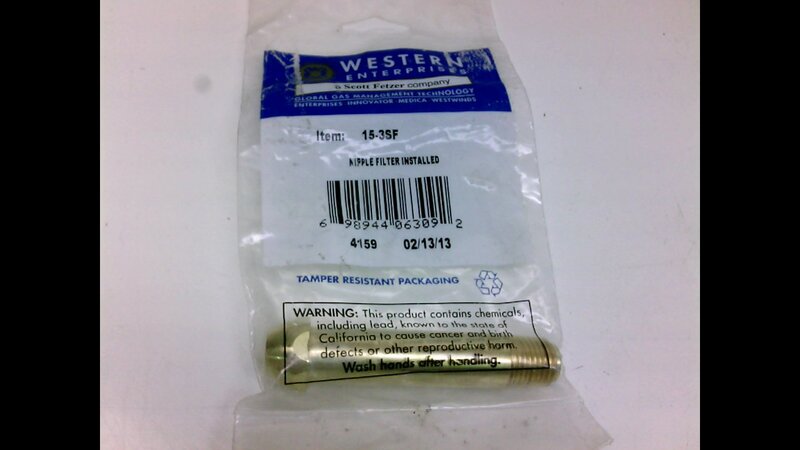 WESTERN
ENTERPRISES
a Scott Fetzer company
GLOBAL GAS MANAGEMENT TECHNOLOGY
ENTERPRISES INNOVATOR MEDICA WESTWINDS
Item: 15-3SF
NIPPLE FILTER INSTALLED
6 98944 06309 2
4159 02/13/13
TAMPER RESISTANT PACKAGING
WARNING: This product contains chemicals,
including lead, known to the state of
California to cause cancer and birth
defects or other reproductive harm.
Wash hands after handling.